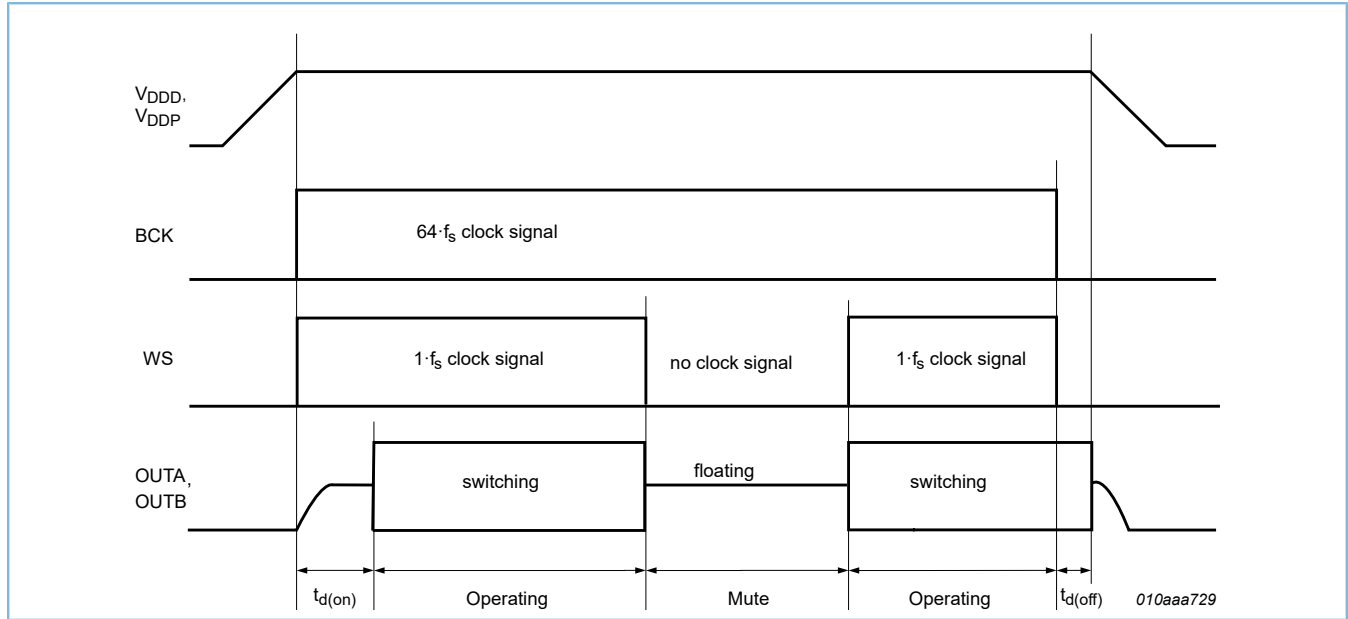 VDDD,
VDDP
BCK
64·fs clock signal
WS
1·fs clock signal
no clock signal
1·fs clock signal
OUTA,
OUTB
switching
floating
switching
td(on)
Operating
Mute
Operating
td(off)
010aaa729